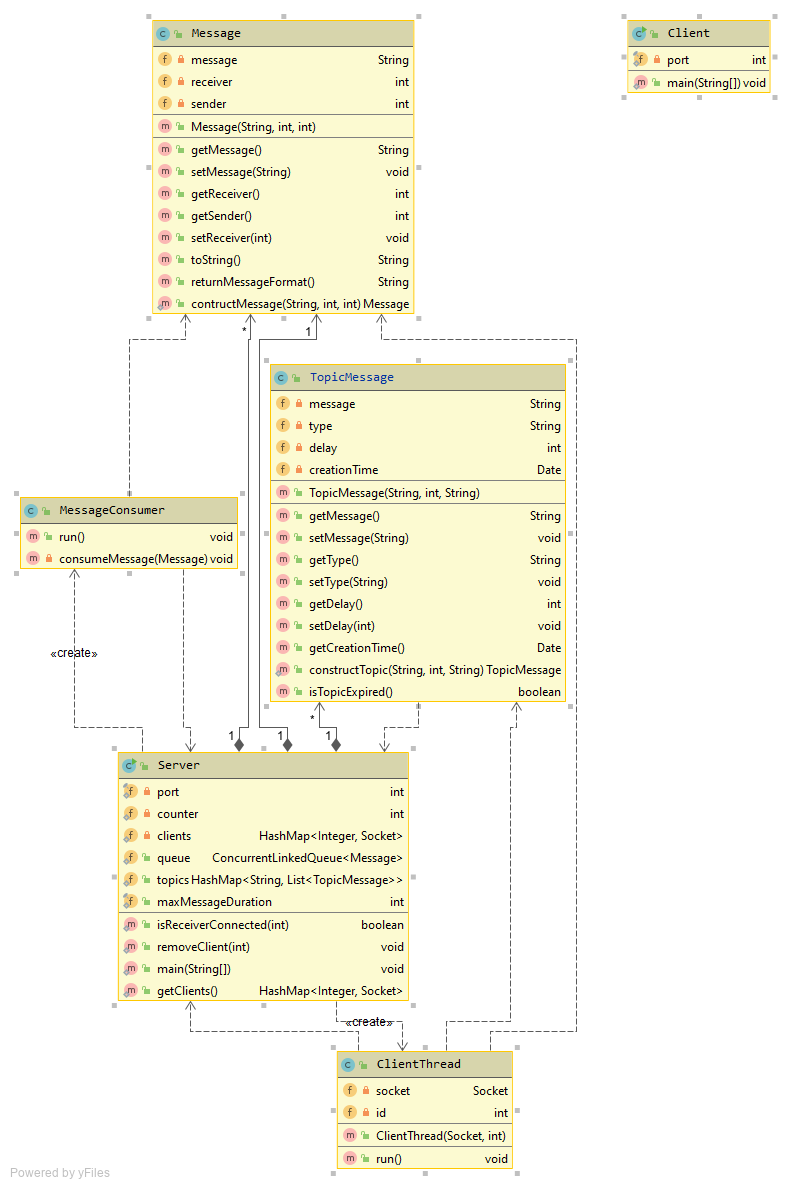 Message
message String
receiver int
sender int
Message(String, int, int)
getMessage() String
setMessage(String) void
getReceiver() int
getSender() int
setReceiver(int) void
toString() String
returnMessageFormat() String
contructMessage(String, int, int) Message
Client
port int
main(String[]) void
* 1
TopicMessage
message String
type String
delay int
creationTime Date
TopicMessage(String, int, String)
getMessage() String
setMessage(String) void
getType() String
setType(String) void
getDelay() int
setDelay(int) void
getCreationTime() Date
constructTopic(String, int, String) TopicMessage
isTopicExpired() boolean
MessageConsumer
run() void
consumeMessage(Message) void
«create»
*
1 1 1
Server
port int
counter int
clients HashMap<Integer, Socket>
queue ConcurrentLinkedQueue<Message>
topics HashMap<String, List<TopicMessage>>
maxMessageDuration int
isReceiverConnected(int) boolean
removeClient(int) void
main(String[]) void
getClients() HashMap<Integer, Socket>
«create»
ClientThread
socket Socket
id int
ClientThread(Socket, int)
run() void
Powered by yFiles